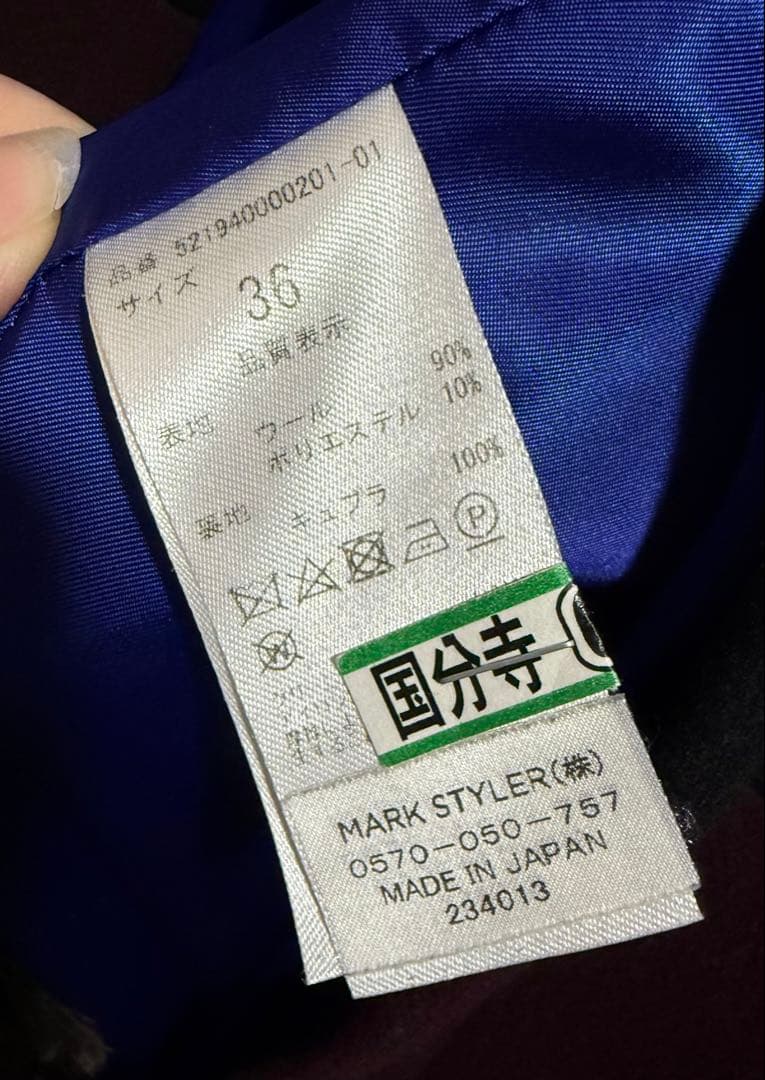 品番 521940000201-01
サイズ
36
品質表示
表地 ウール 90%
ポリエステル 10%
裏地 キュプラ 100%
P
W
国分寺
MARK STYLER(株)
0570-050-757
MADE IN JAPAN
234013